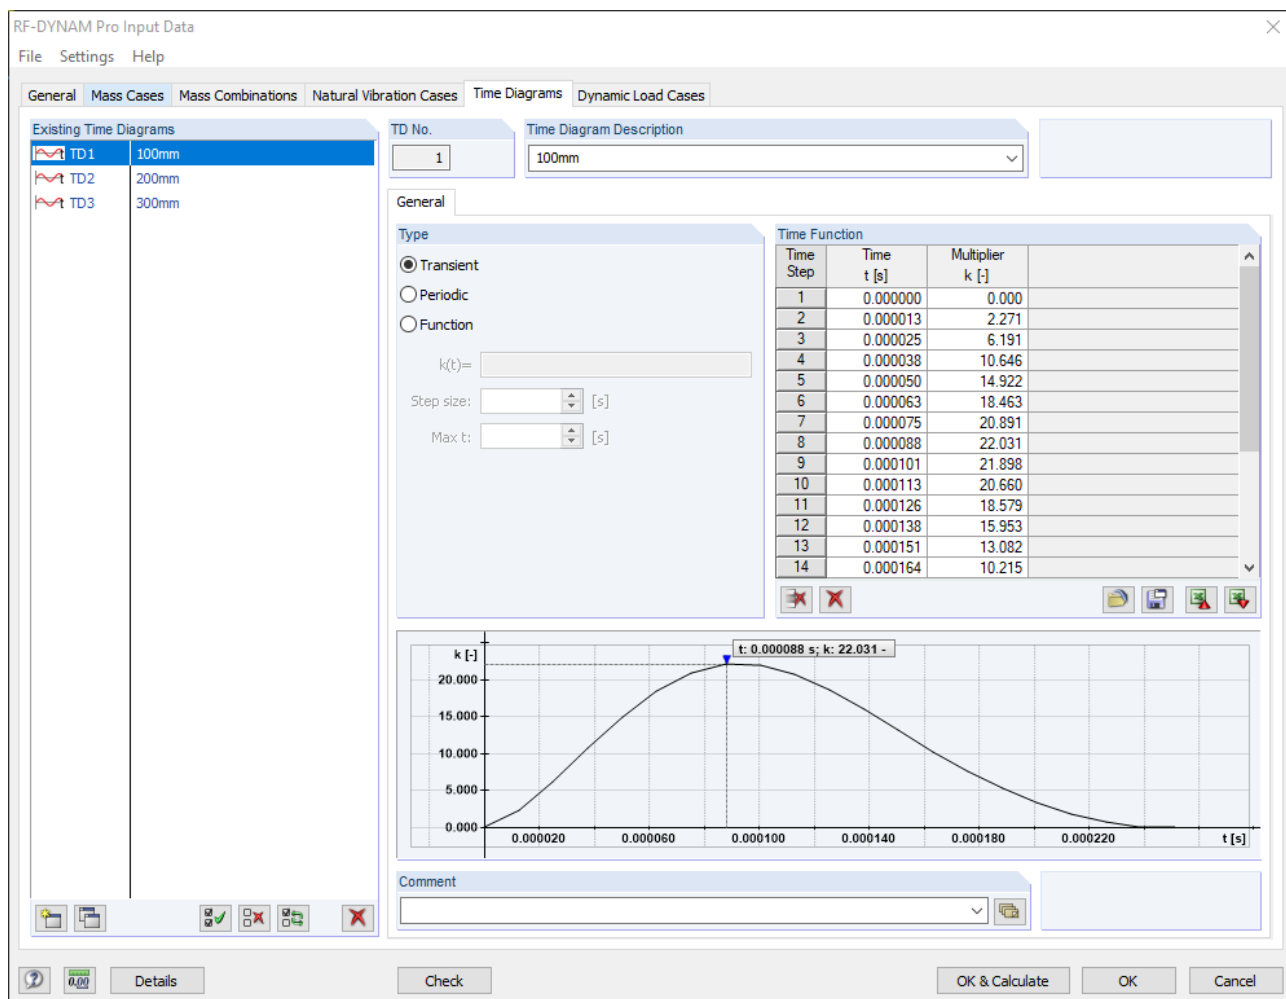 RF-DYNAM Pro Input Data
File Settings Help
General Mass Cases Mass Combinations Natural Vibration Cases Time Diagrams Dynamic Load Cases
Existing Time Diagrams
TD1 100mm
TD2 200mm
TD3 300mm
TD No.
1
Time Diagram Description
100mm
General
Type
Transient
Periodic
Function
k(t)=
Step size: [s]
Max t: [s]
Time Function
Time Step Time t [s] Multiplier k [-]
1 0.000000 0.000
2 0.000013 2.271
3 0.000025 6.191
4 0.000038 10.646
5 0.000050 14.922
6 0.000063 18.463
7 0.000075 20.891
8 0.000088 22.031
9 0.000101 21.898
10 0.000113 20.660
11 0.000126 18.579
12 0.000138 15.953
13 0.000151 13.082
14 0.000164 10.215
k [-]
t: 0.000088 s; k: 22.031 -
20.000
15.000
10.000
5.000
0.000
0.000020 0.000060 0.000100 0.000140 0.000180 0.000220 t [s]
Comment
0.00 Details Check OK & Calculate OK Cancel